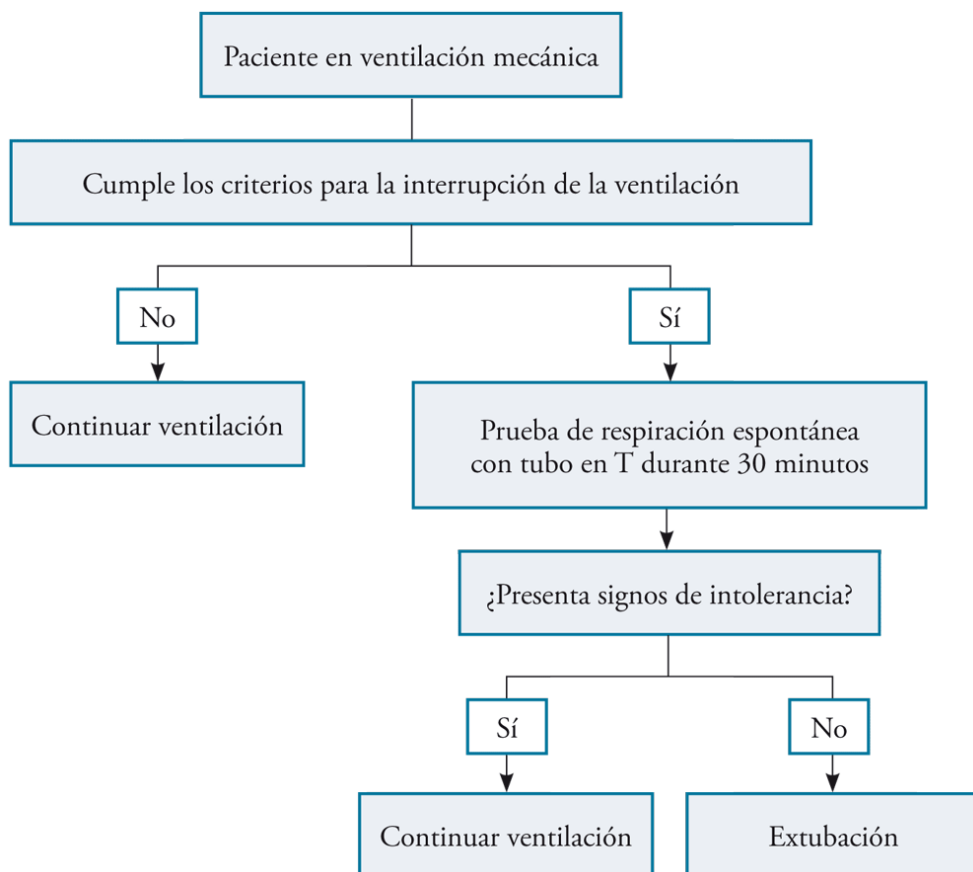 Paciente en ventilación mecánica
Cumple los criterios para la interrupción de la ventilación
No
Sí
Continuar ventilación
Prueba de respiración espontánea
con tubo en T durante 30 minutos
¿Presenta signos de intolerancia?
Sí
No
Continuar ventilación
Extubación